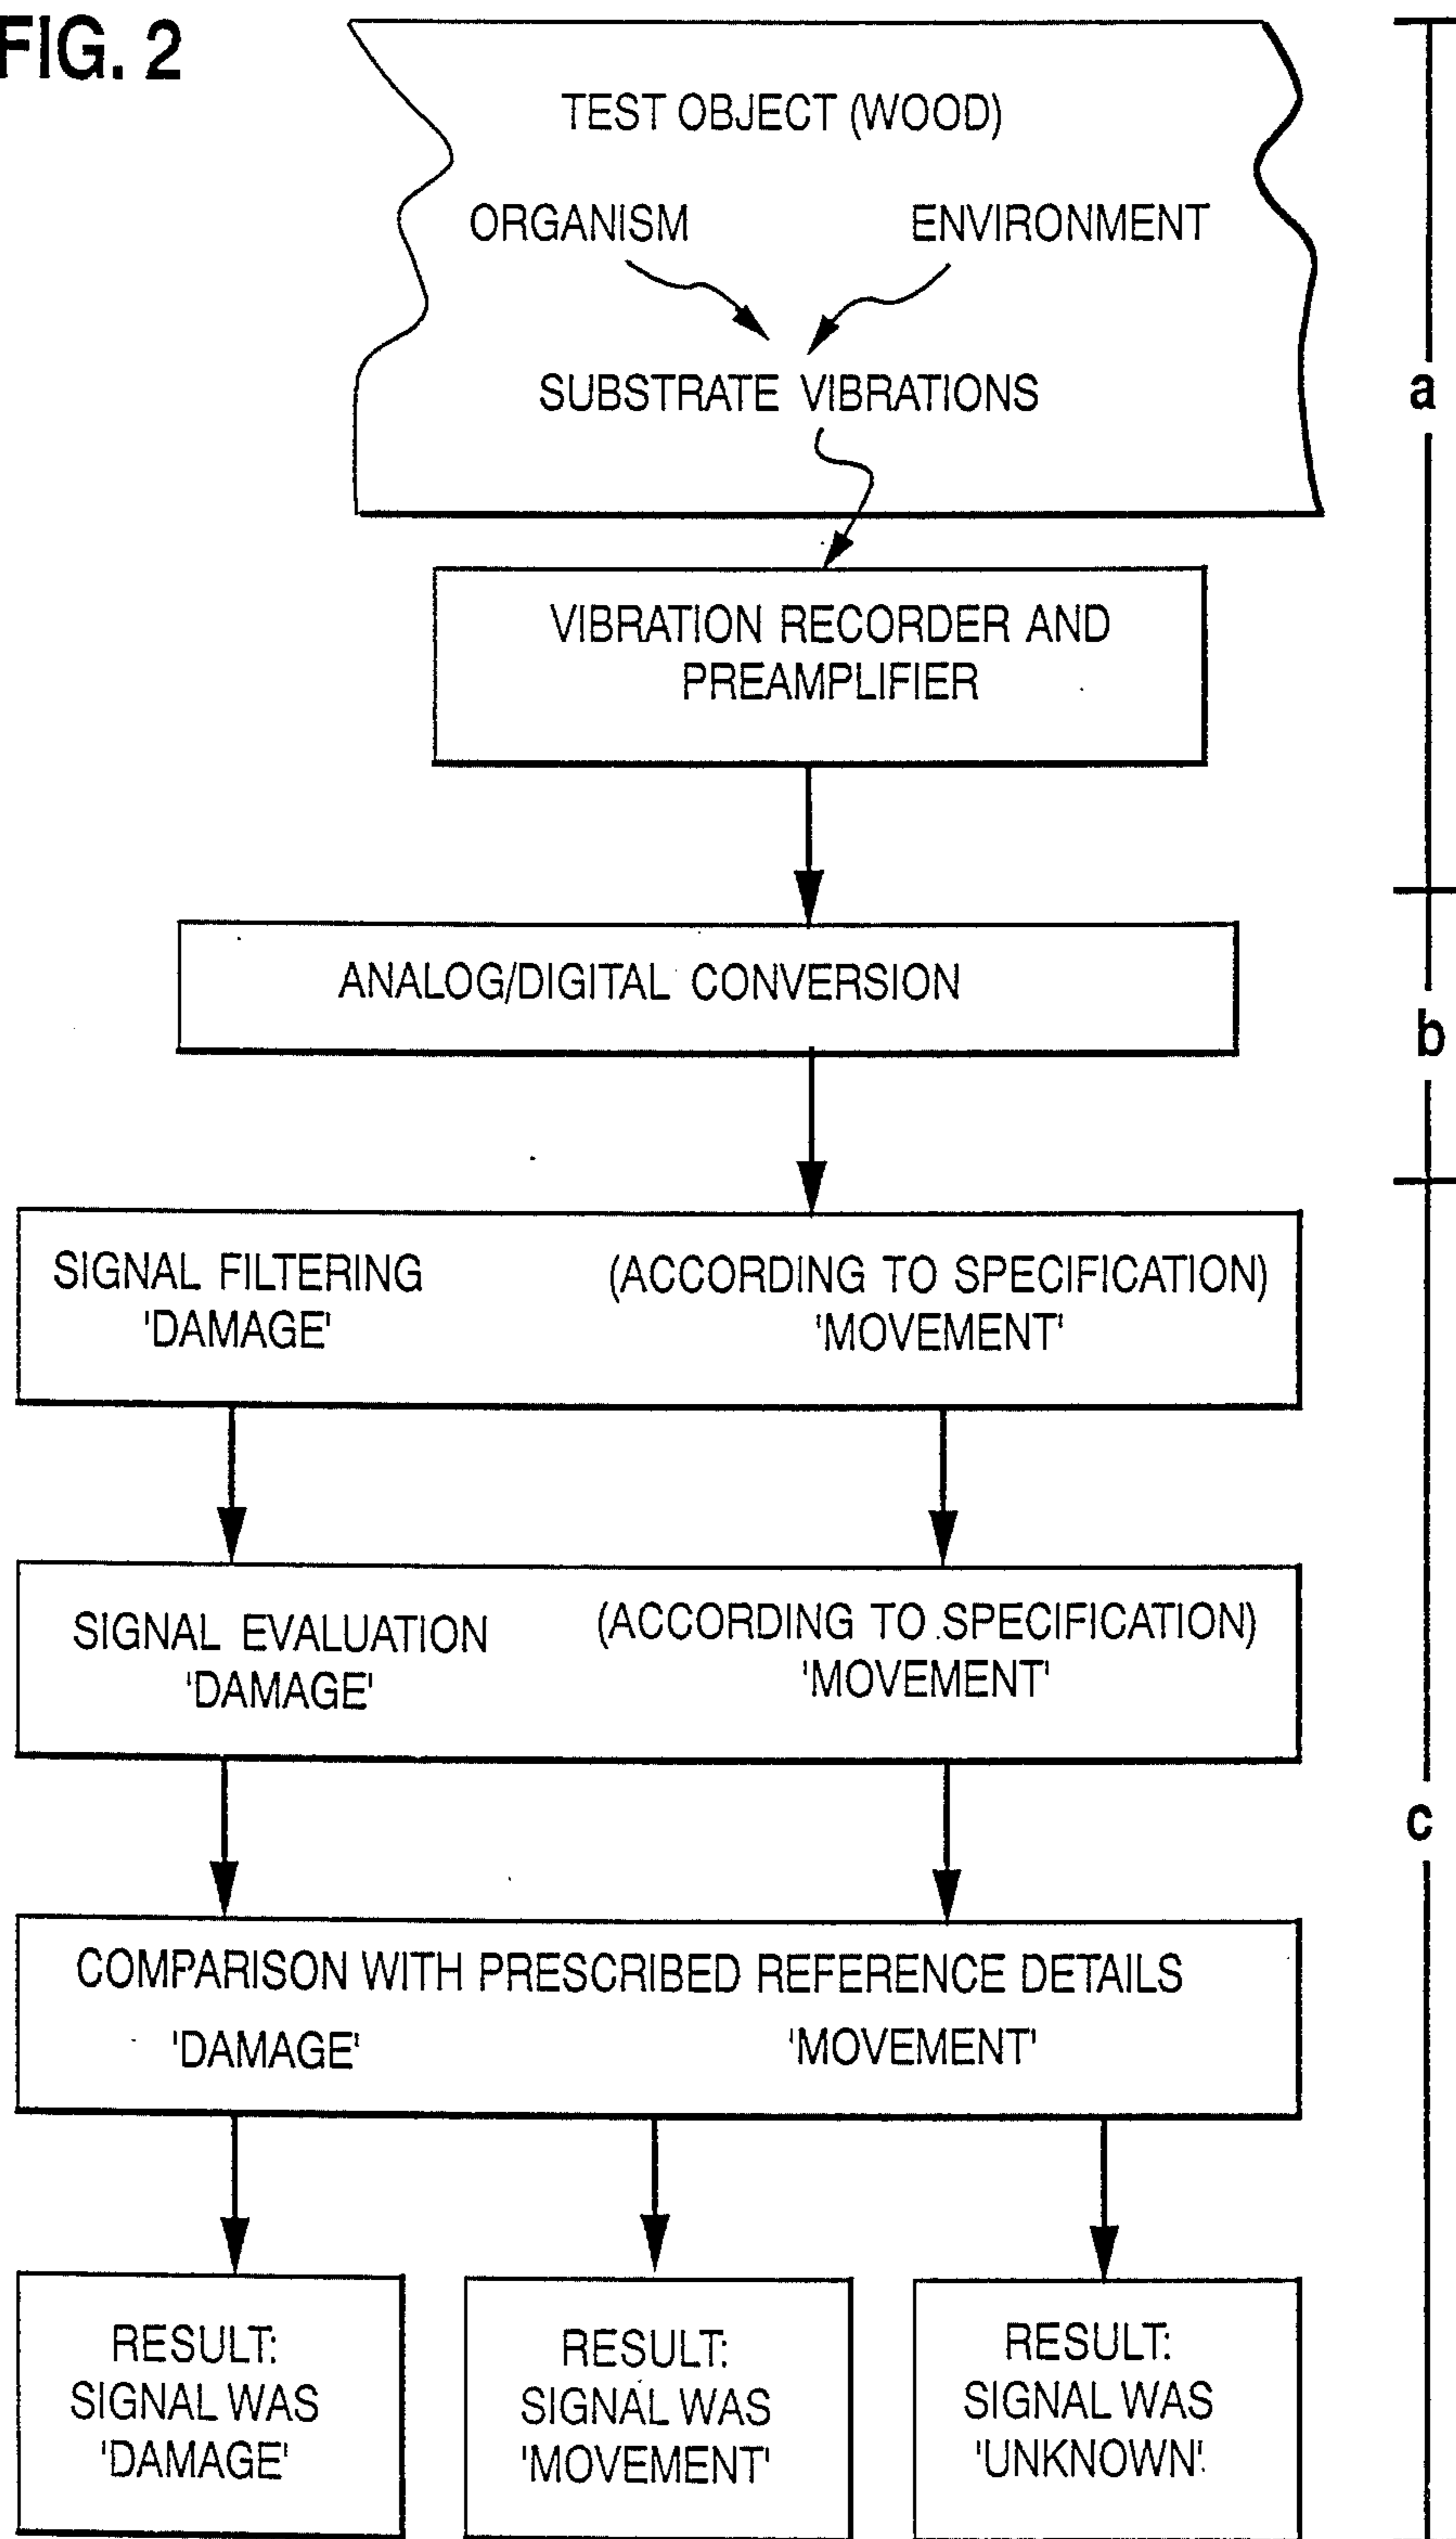 FIG. 2
TEST OBJECT (WOOD)
ORGANISM ENVIRONMENT
SUBSTRATE VIBRATIONS
a
VIBRATION RECORDER AND
PREAMPLIFIER
ANALOG/DIGITAL CONVERSION
b
SIGNAL FILTERING (ACCORDING TO SPECIFICATION)
'DAMAGE' 'MOVEMENT'
SIGNAL EVALUATION (ACCORDING TO SPECIFICATION)
'DAMAGE' 'MOVEMENT'
c
COMPARISON WITH PRESCRIBED REFERENCE DETAILS
'DAMAGE' 'MOVEMENT'
RESULT:
SIGNAL WAS
'DAMAGE'
RESULT:
SIGNAL WAS
'MOVEMENT'
RESULT:
SIGNAL WAS
'UNKNOWN'